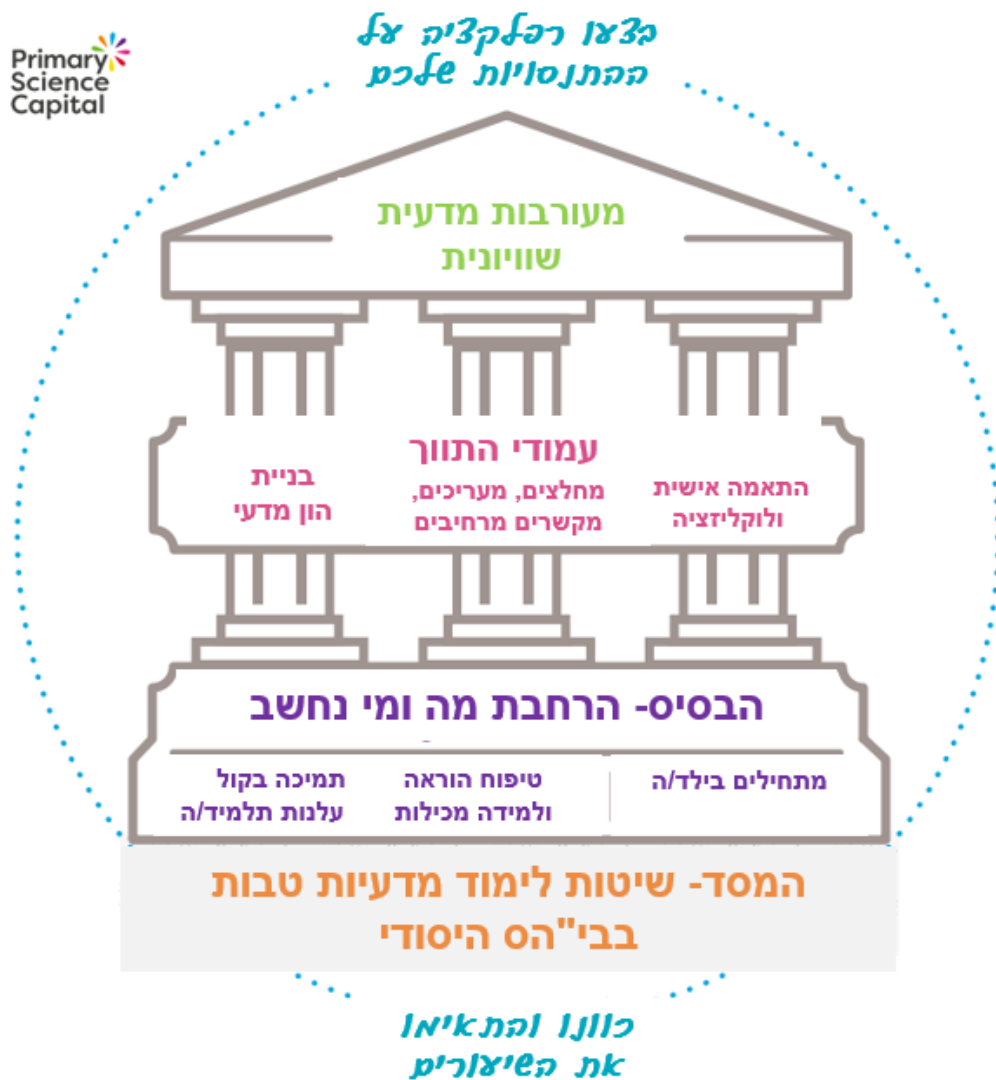 Primary
Science
Capital
בצעו רפלקציה על
ההתנסויות שלכם
מעורבות מדעית
שוויונית
עמודי התווך
התאמה אישית
ולוקליזציה
מחלצים, מעריכים,
מקשרים מרחיבים
בניית
הון מדעי
הבסיס- הרחבת מה ומי נחשב
מתחילים בילד/ה
טיפוח הוראה
ולמידה מכילות
תמיכה בקול
עלנות תלמיד/ה
המסד- שיטות לימוד מדעיות טבות
בבי"הס היסודי
כווננו והתאימו
את השיעורים